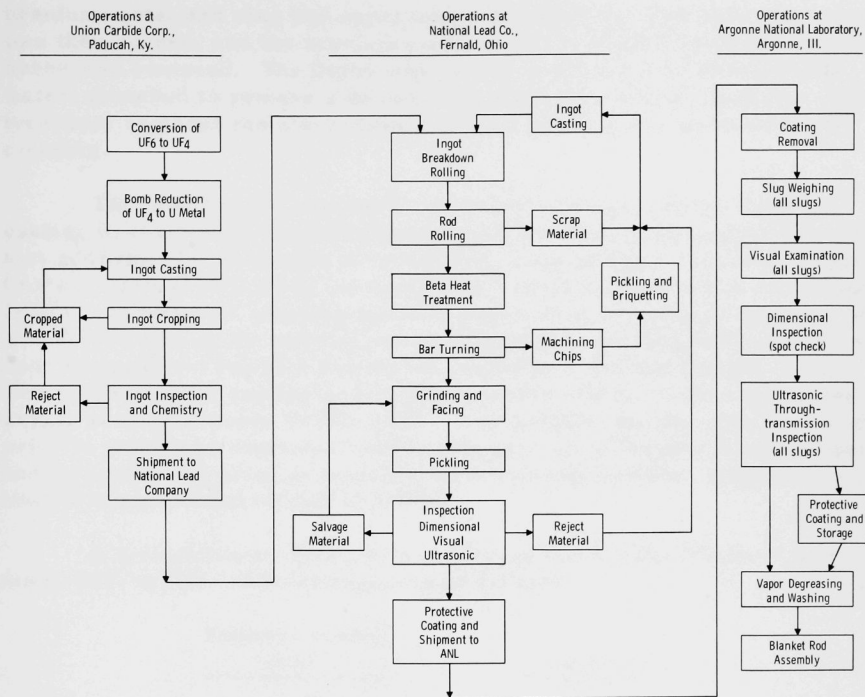 Operations at
Union Carbide Corp.,
Paducah, Ky.
Conversion of
UF6 to UF4
Bomb Reduction
of UF4 to U Metal
Ingot Casting
Cropped
Material
Ingot Cropping
Reject
Material
Ingot Inspection
and Chemistry
Shipment to
National Lead
Company
Operations at
National Lead Co.,
Fernald, Ohio
Ingot
Casting
Ingot
Breakdown
Rolling
Rod
Rolling
Scrap
Material
Beta Heat
Treatment
Pickling and
Briquetting
Bar Turning
Machining
Chips
Grinding and
Facing
Pickling
Salvage
Material
Inspection
Dimensional
Visual
Ultrasonic
Reject
Material
Protective
Coating and
Shipment to
ANL
Operations at
Argonne National Laboratory,
Argonne, Ill.
Coating
Removal
Slug Weighing
(all slugs)
Visual Examination
(all slugs)
Dimensional
Inspection
(spot check)
Ultrasonic
Through-
transmission
Inspection
(all slugs)
Protective
Coating and
Storage
Vapor Degreasing
and Washing
Blanket Rod
Assembly